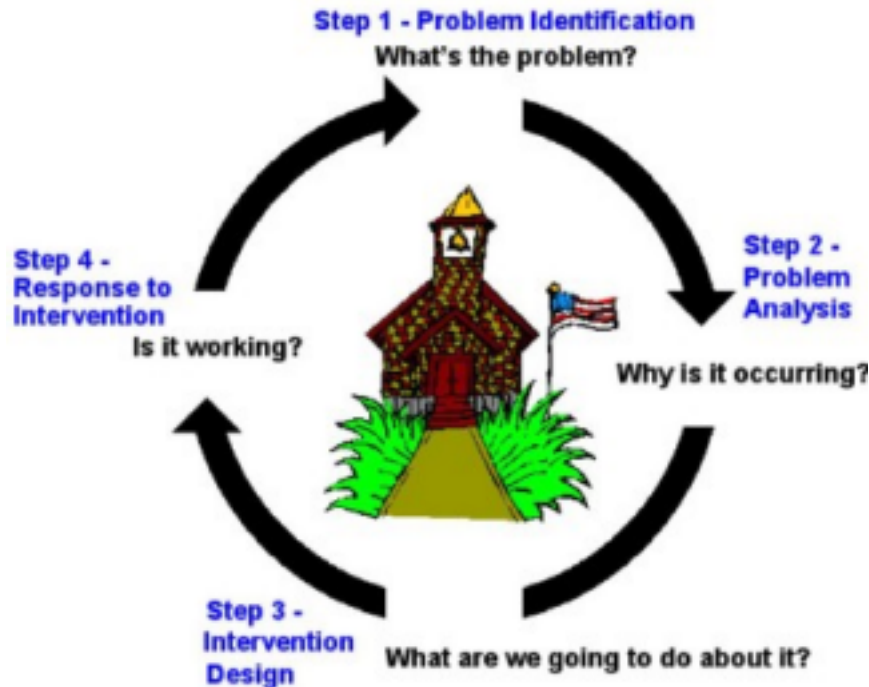 Step 1 - Problem Identification
What's the problem?
Step 2 -
Problem
Analysis
Why is it occurring?
Step 3 -
Intervention
Design
What are we going to do about it?
Step 4 -
Response to
Intervention
Is it working?